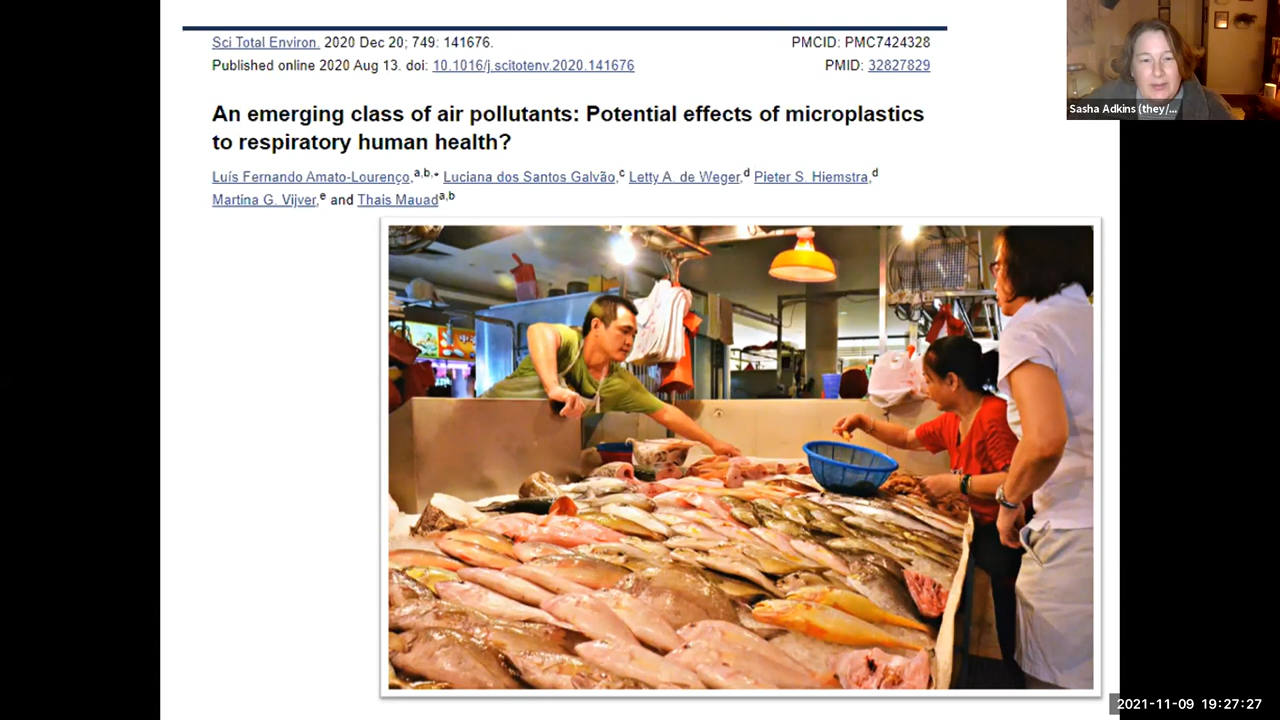 Sci Total Environ. 2020 Dec 20; 749: 141676.
PMCID: PMC7424328
Published online 2020 Aug 13. doi: 10.1016/j.scitotenv.2020.141676
PMID: 32827829
Sasha Adkins (they/...
An emerging class of air pollutants: Potential effects of microplastics
to respiratory human health?
Luís Fernando Amato-Lourenço,a,b,* Luciana dos Santos Galvão,c Letty A. de Weger,d Pieter S. Hiemstra,d
Martina G. Vijver,e and Thais Mauada,b
2021-11-09 19:27:27